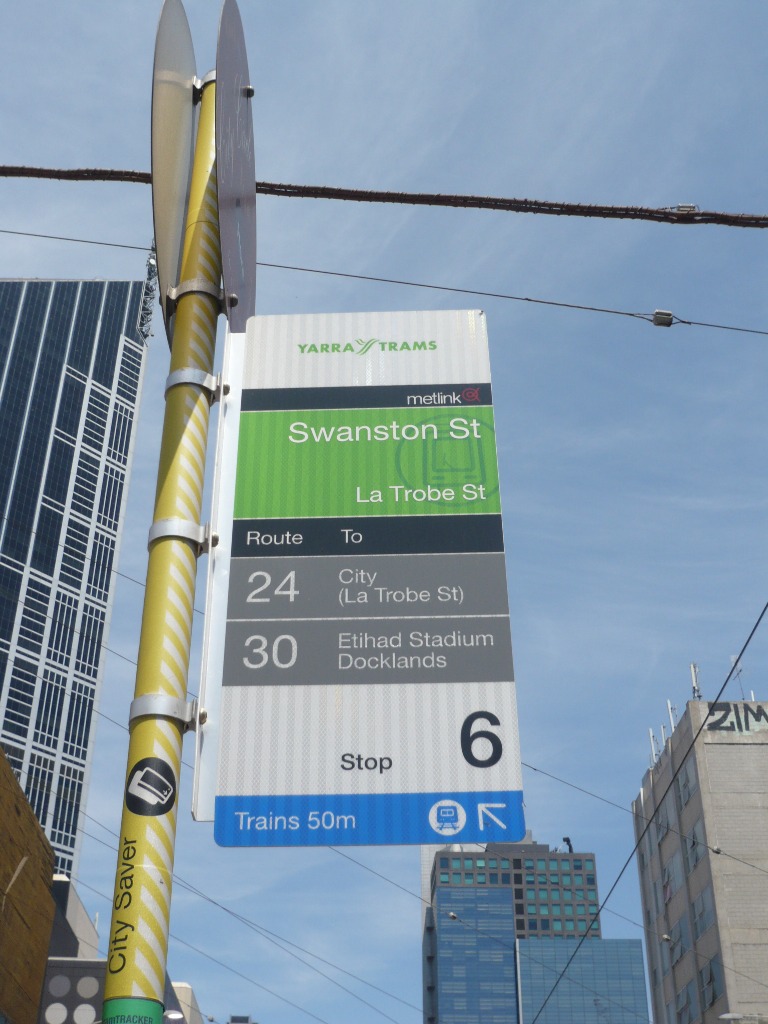 YARRA TRAMS
metlink
Swanston St
La Trobe St
Route To
24 City
(La Trobe St)
30 Etihad Stadium
Docklands
Stop 6
Trains 50m
City Saver
ZIM